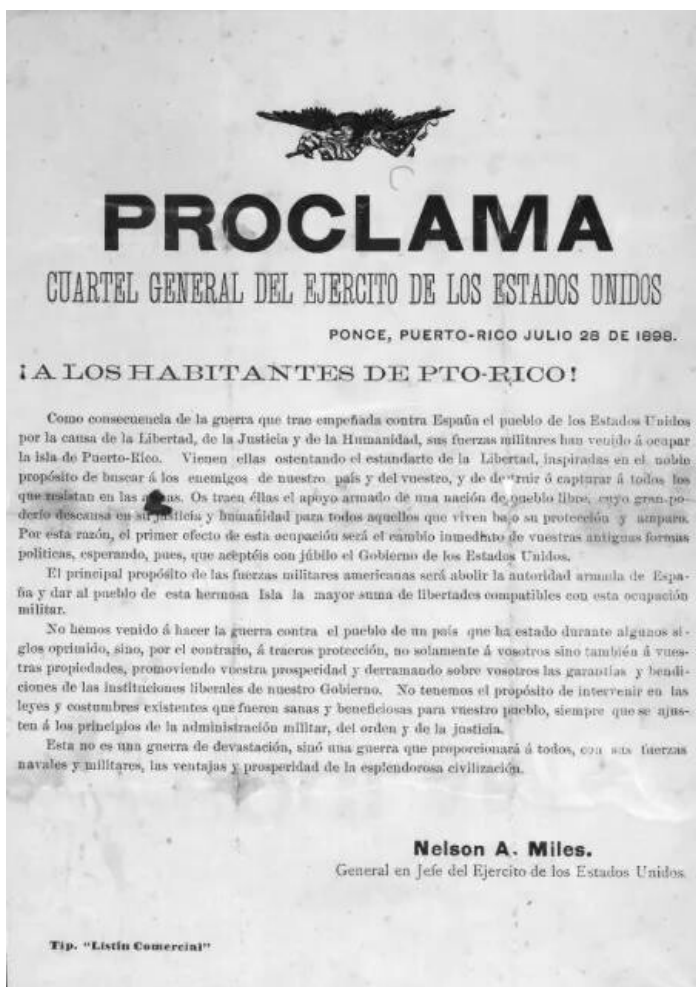 PROCLAMA
CUARTEL GENERAL DEL EJERCITO DE LOS ESTADOS UNIDOS
PONCE, PUERTO-RICO JULIO 28 DE 1898.
¡A LOS HABITANTES DE PTO-RICO!
Como consecuencia de la guerra que trae empeñada contra España el pueblo de los Estados Unidos
por la causa de la Libertad, de la Justicia y de la Humanidad, sus fuerzas militares han venido á ocupar
la isla de Puerto-Rico. Vienen ellas ostentando el estandarte de la Libertad, inspiradas en el noble
propósito de buscar á los enemigos de nuestro país y del vuestro, y de destruir ó capturar á todos los
que resistan en las armas. Os traen éllas el apoyo armado de una nación de pueblo libre, cuyo gran po-
derío descansa en su justicia y humanidad para todos aquellos que viven bajo su protección y amparo.
Por esta razón, el primer efecto de esta ocupación será el cambio inmediato de vuestras antiguas formas
políticas, esperando, pues, que aceptéis con júbilo el Gobierno de los Estados Unidos.
El principal propósito de las fuerzas militares americanas será abolir la autoridad armada de Espa-
ña y dar al pueblo de esta hermosa Isla la mayor suma de libertades compatibles con esta ocupación
militar.
No hemos venido á hacer la guerra contra el pueblo de un país que ha estado durante algunos si-
glos oprimido, sino, por el contrario, á traeros protección, no solamente á vosotros sino también á vues-
tras propiedades, promoviendo vuestra prosperidad y derramando sobre vosotros las garantías y bendi-
ciones de las instituciones liberales de nuestro Gobierno. No tenemos el propósito de intervenir en las
leyes y costumbres existentes que fueren sanas y beneficiosas para vuestro pueblo, siempre que se ajus-
ten á los principios de la administración militar, del orden y de la justicia.
Esta no es una guerra de devastación, sinó una guerra que proporcionará á todos, con sus fuerzas
navales y militares, las ventajas y prosperidad de la esplendorosa civilización.
Nelson A. Miles.
General en Jefe del Ejercito de los Estados Unidos.
Tip. "Listín Comercial"